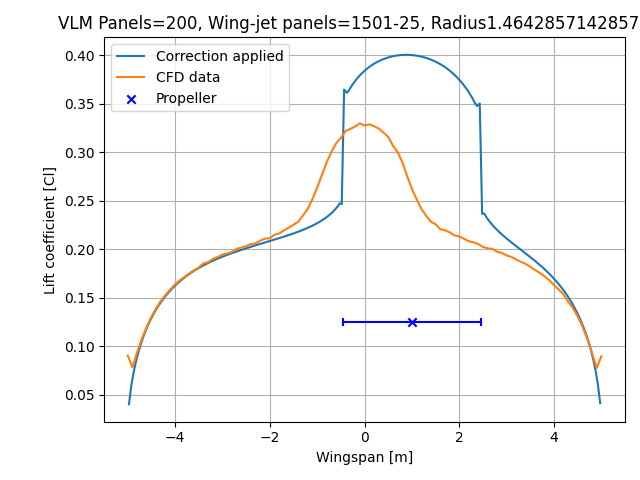 VLM Panels=200, Wing-jet panels=1501-25, Radius1.4642857142857
Correction applied
CFD data
Propeller
0.40
0.35
0.30
0.25
0.20
0.15
0.10
0.05
Lift coefficient [Cl]
−4
−2
0
2
4
Wingspan [m]